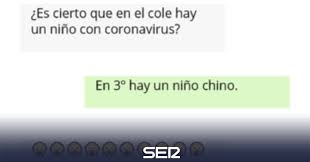 ¿Es cierto que en el cole hay
un niño con coronavirus?
En 3º hay un niño chino.
SER